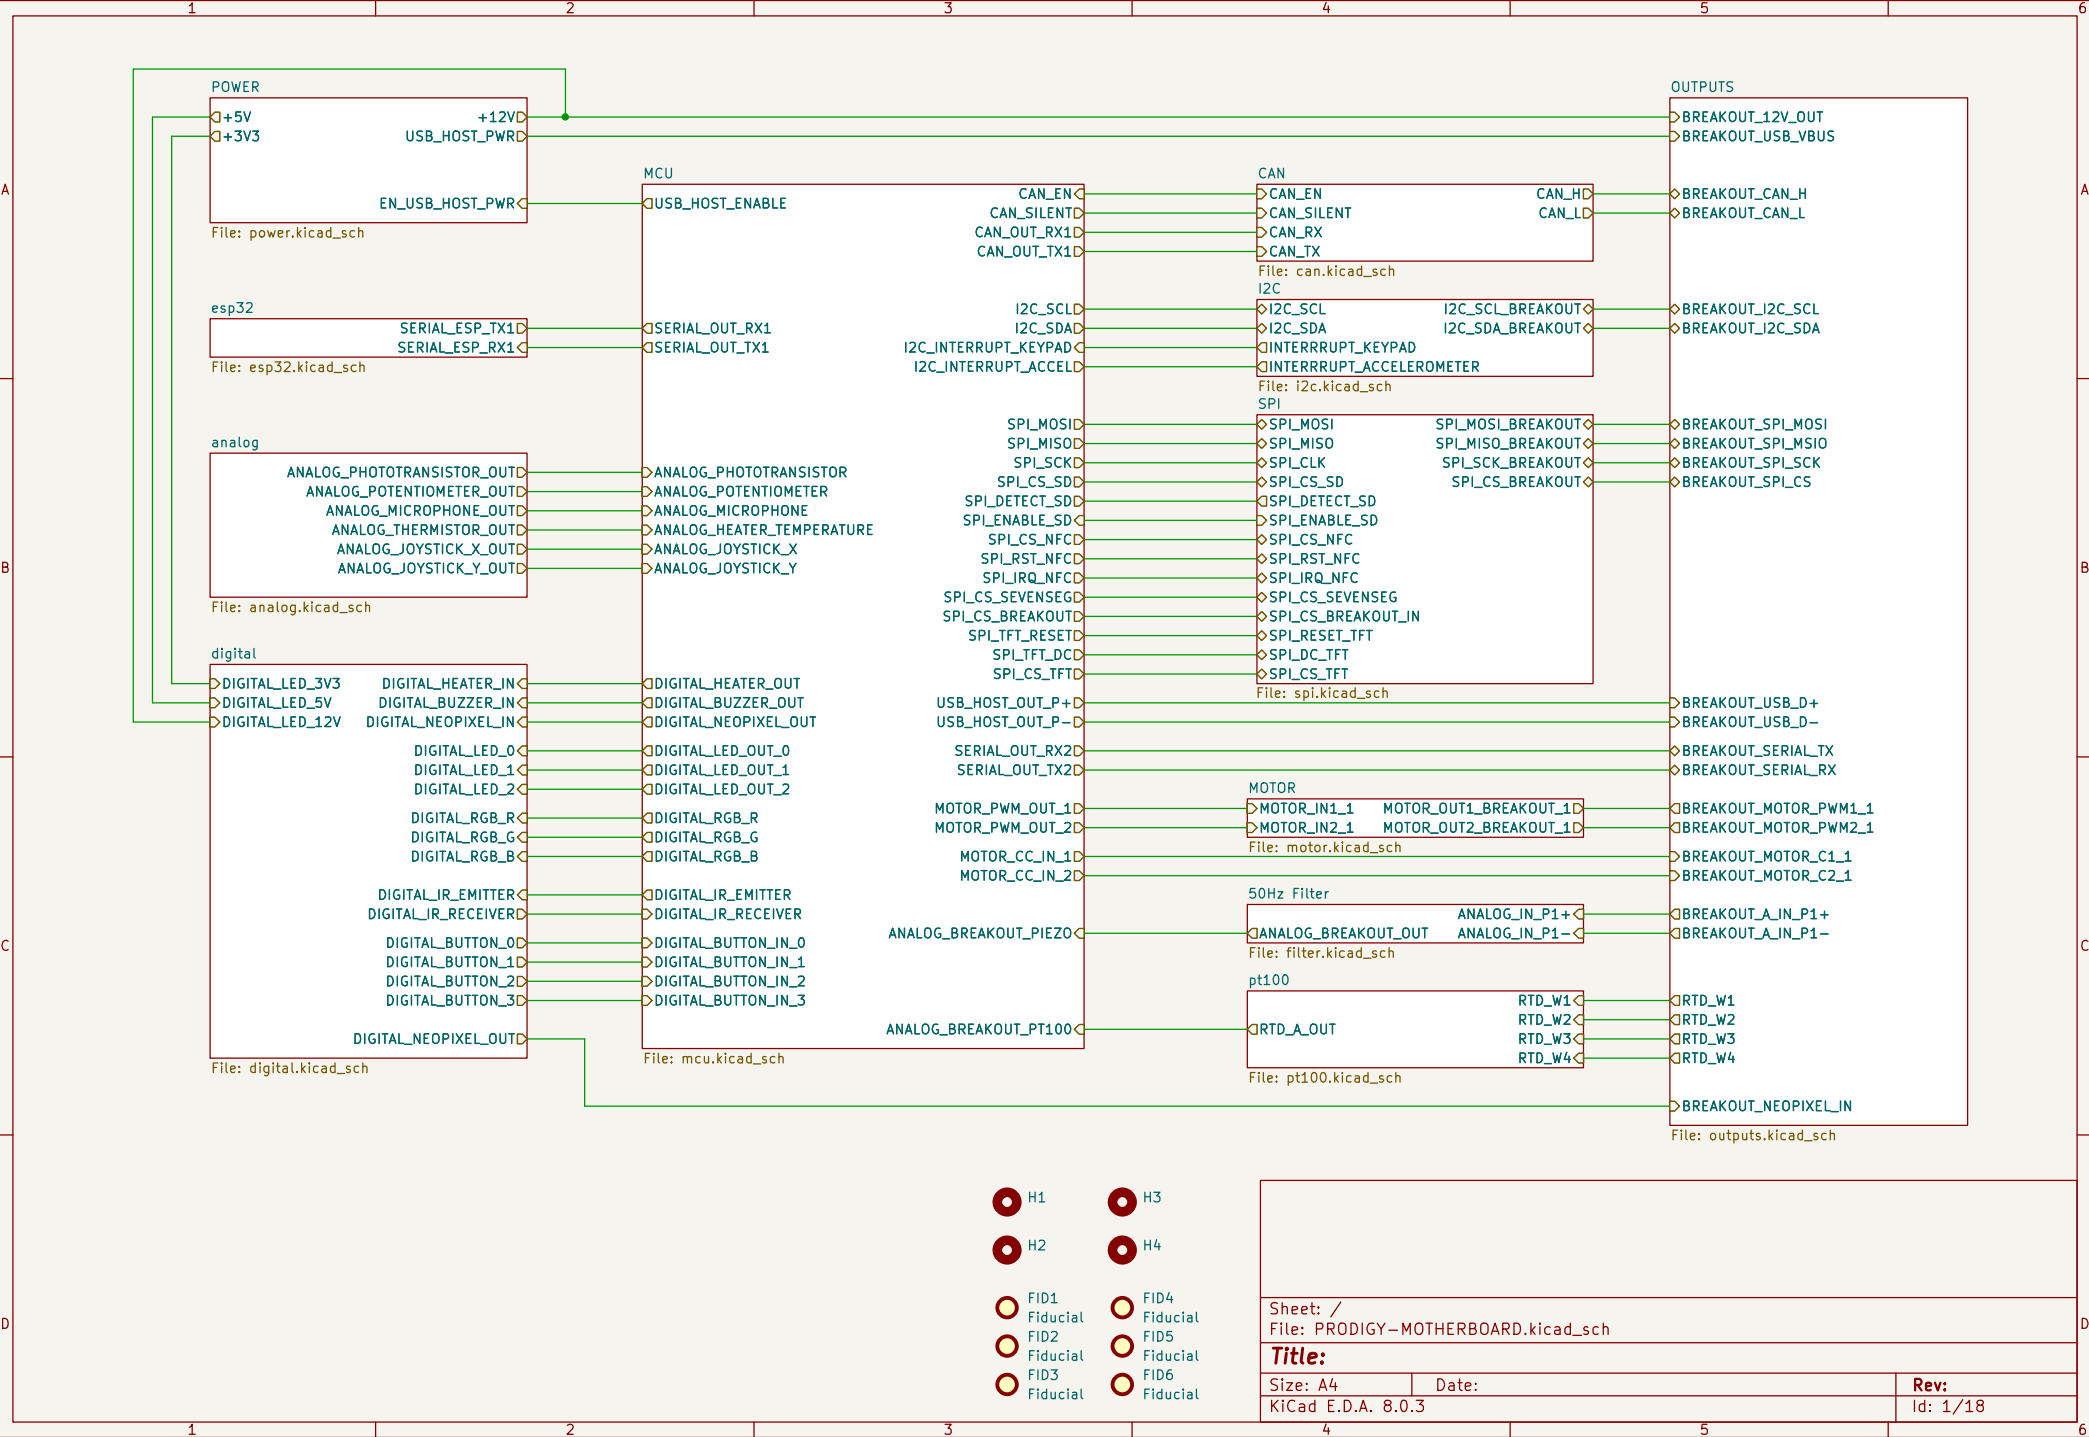 1 2 3 4 5 6
A
B
C
D
POWER
+5V
+3V3
+12V
USB_HOST_PWR
EN_USB_HOST_PWR
File: power.kicad_sch
esp32
SERIAL_ESP_TX1
SERIAL_ESP_RX1
File: esp32.kicad_sch
analog
ANALOG_PHOTOTRANSISTOR_OUT
ANALOG_POTENTIOMETER_OUT
ANALOG_MICROPHONE_OUT
ANALOG_THERMISTOR_OUT
ANALOG_JOYSTICK_X_OUT
ANALOG_JOYSTICK_Y_OUT
File: analog.kicad_sch
digital
DIGITAL_LED_3V3
DIGITAL_LED_5V
DIGITAL_LED_12V
DIGITAL_HEATER_IN
DIGITAL_BUZZER_IN
DIGITAL_NEOPIXEL_IN
DIGITAL_LED_0
DIGITAL_LED_1
DIGITAL_LED_2
DIGITAL_RGB_R
DIGITAL_RGB_G
DIGITAL_RGB_B
DIGITAL_IR_EMITTER
DIGITAL_IR_RECEIVER
DIGITAL_BUTTON_0
DIGITAL_BUTTON_1
DIGITAL_BUTTON_2
DIGITAL_BUTTON_3
DIGITAL_NEOPIXEL_OUT
File: digital.kicad_sch
MCU
USB_HOST_ENABLE
SERIAL_OUT_RX1
SERIAL_OUT_TX1
ANALOG_PHOTOTRANSISTOR
ANALOG_POTENTIOMETER
ANALOG_MICROPHONE
ANALOG_HEATER_TEMPERATURE
ANALOG_JOYSTICK_X
ANALOG_JOYSTICK_Y
DIGITAL_HEATER_OUT
DIGITAL_BUZZER_OUT
DIGITAL_NEOPIXEL_OUT
DIGITAL_LED_OUT_0
DIGITAL_LED_OUT_1
DIGITAL_LED_OUT_2
DIGITAL_RGB_R
DIGITAL_RGB_G
DIGITAL_RGB_B
DIGITAL_IR_EMITTER
DIGITAL_IR_RECEIVER
DIGITAL_BUTTON_IN_0
DIGITAL_BUTTON_IN_1
DIGITAL_BUTTON_IN_2
DIGITAL_BUTTON_IN_3
CAN_EN
CAN_SILENT
CAN_OUT_RX1
CAN_OUT_TX1
I2C_SCL
I2C_SDA
I2C_INTERRUPT_KEYPAD
I2C_INTERRUPT_ACCEL
SPI_MOSI
SPI_MISO
SPI_SCK
SPI_CS_SD
SPI_DETECT_SD
SPI_ENABLE_SD
SPI_CS_NFC
SPI_RST_NFC
SPI_IRQ_NFC
SPI_CS_SEVENSEG
SPI_CS_BREAKOUT
SPI_TFT_RESET
SPI_TFT_DC
SPI_CS_TFT
USB_HOST_OUT_P+
USB_HOST_OUT_P-
SERIAL_OUT_RX2
SERIAL_OUT_TX2
MOTOR_PWM_OUT_1
MOTOR_PWM_OUT_2
MOTOR_CC_IN_1
MOTOR_CC_IN_2
ANALOG_BREAKOUT_PIEZO
ANALOG_BREAKOUT_PT100
File: mcu.kicad_sch
CAN
CAN_EN
CAN_SILENT
CAN_RX
CAN_TX
CAN_H
CAN_L
File: can.kicad_sch
I2C
I2C_SCL
I2C_SDA
INTERRRUPT_KEYPAD
INTERRRUPT_ACCELEROMETER
I2C_SCL_BREAKOUT
I2C_SDA_BREAKOUT
File: i2c.kicad_sch
SPI
SPI_MOSI
SPI_MISO
SPI_CLK
SPI_CS_SD
SPI_DETECT_SD
SPI_ENABLE_SD
SPI_CS_NFC
SPI_RST_NFC
SPI_IRQ_NFC
SPI_CS_SEVENSEG
SPI_CS_BREAKOUT_IN
SPI_RESET_TFT
SPI_DC_TFT
SPI_CS_TFT
SPI_MOSI_BREAKOUT
SPI_MISO_BREAKOUT
SPI_SCK_BREAKOUT
SPI_CS_BREAKOUT
File: spi.kicad_sch
MOTOR
MOTOR_IN1_1
MOTOR_IN2_1
MOTOR_OUT1_BREAKOUT_1
MOTOR_OUT2_BREAKOUT_1
File: motor.kicad_sch
50Hz Filter
ANALOG_BREAKOUT_OUT
ANALOG_IN_P1+
ANALOG_IN_P1-
File: filter.kicad_sch
pt100
RTD_A_OUT
RTD_W1
RTD_W2
RTD_W3
RTD_W4
File: pt100.kicad_sch
OUTPUTS
BREAKOUT_12V_OUT
BREAKOUT_USB_VBUS
BREAKOUT_CAN_H
BREAKOUT_CAN_L
BREAKOUT_I2C_SCL
BREAKOUT_I2C_SDA
BREAKOUT_SPI_MOSI
BREAKOUT_SPI_MSIO
BREAKOUT_SPI_SCK
BREAKOUT_SPI_CS
BREAKOUT_USB_D+
BREAKOUT_USB_D-
BREAKOUT_SERIAL_TX
BREAKOUT_SERIAL_RX
BREAKOUT_MOTOR_PWM1_1
BREAKOUT_MOTOR_PWM2_1
BREAKOUT_MOTOR_C1_1
BREAKOUT_MOTOR_C2_1
BREAKOUT_A_IN_P1+
BREAKOUT_A_IN_P1-
RTD_W1
RTD_W2
RTD_W3
RTD_W4
BREAKOUT_NEOPIXEL_IN
File: outputs.kicad_sch
A
B
C
D
H1
H3
H2
H4
FID1
Fiducial
FID2
Fiducial
FID3
Fiducial
FID4
Fiducial
FID5
Fiducial
FID6
Fiducial
Sheet: /
File: PRODIGY-MOTHERBOARD.kicad_sch
Title:
Size: A4
Date:
Rev:
KiCad E.D.A. 8.0.3
Id: 1/18
1 2 3 4 5 6